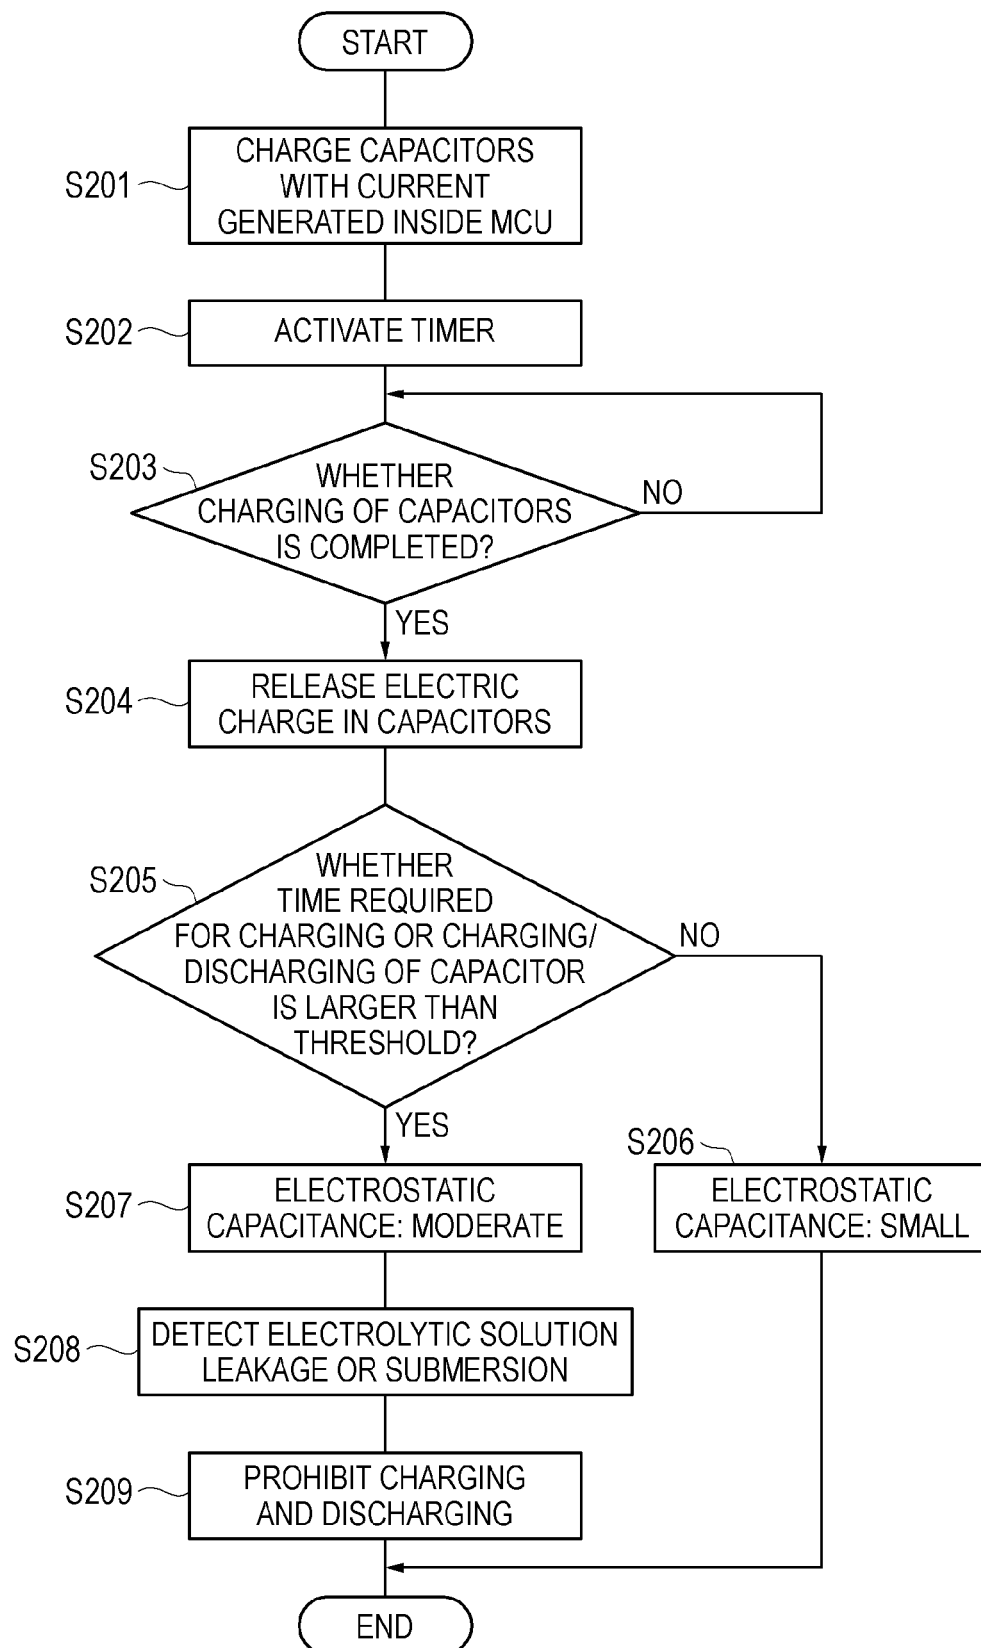 START
S201
CHARGE CAPACITORS
WITH CURRENT
GENERATED INSIDE MCU
S202
ACTIVATE TIMER
S203
WHETHER
CHARGING OF CAPACITORS
IS COMPLETED?
NO
YES
S204
RELEASE ELECTRIC
CHARGE IN CAPACITORS
S205
WHETHER
TIME REQUIRED
FOR CHARGING OR CHARGING/
DISCHARGING OF CAPACITOR
IS LARGER THAN
THRESHOLD?
NO
YES
S206
ELECTROSTATIC
CAPACITANCE: SMALL
S207
ELECTROSTATIC
CAPACITANCE: MODERATE
S208
DETECT ELECTROLYTIC SOLUTION
LEAKAGE OR SUBMERSION
S209
PROHIBIT CHARGING
AND DISCHARGING
END